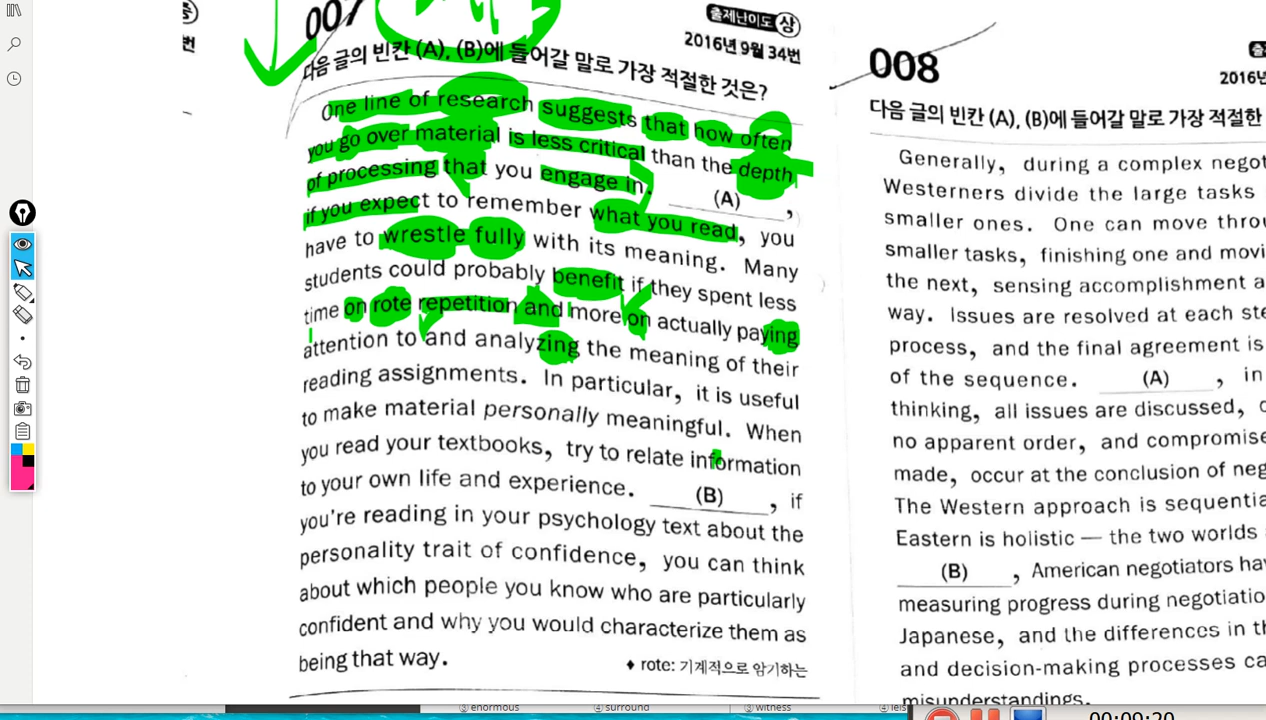 007
출제난이도 상
2016년 9월 34번
다음 글의 빈칸 (A), (B)에 들어갈 말로 가장 적절한 것은?
One line of research suggests that how often
you go over material is less critical than the depth
of processing that you engage in. (A) ,
if you expect to remember what you read, you
have to wrestle fully with its meaning. Many
students could probably benefit if they spent less
time on rote repetition and more on actually paying
attention to and analyzing the meaning of their
reading assignments. In particular, it is useful
to make material personally meaningful. When
you read your textbooks, try to relate information
to your own life and experience. (B) , if
you're reading in your psychology text about the
personality trait of confidence, you can think
about which people you know who are particularly
confident and why you would characterize them as
being that way.
♦ rote: 기계적으로 암기하는
번
008
2016년
다음 글의 빈칸 (A), (B)에 들어갈 말로 가장 적절한
Generally, during a complex negot
Westerners divide the large tasks
smaller ones. One can move throu
smaller tasks, finishing one and movi
the next, sensing accomplishment a
way. Issues are resolved at each ste
process, and the final agreement is
of the sequence. (A) , in
thinking, all issues are discussed,
no apparent order, and compromise
made, occur at the conclusion of neg
The Western approach is sequentia
Eastern is holistic — the two worlds
(B) , American negotiators hav
measuring progress during negotiatio
Japanese, and the differences in th
and decision-making processes ca
misunderstandings.
② enormous ④ surround ③ witness ④ leis
00:09:20